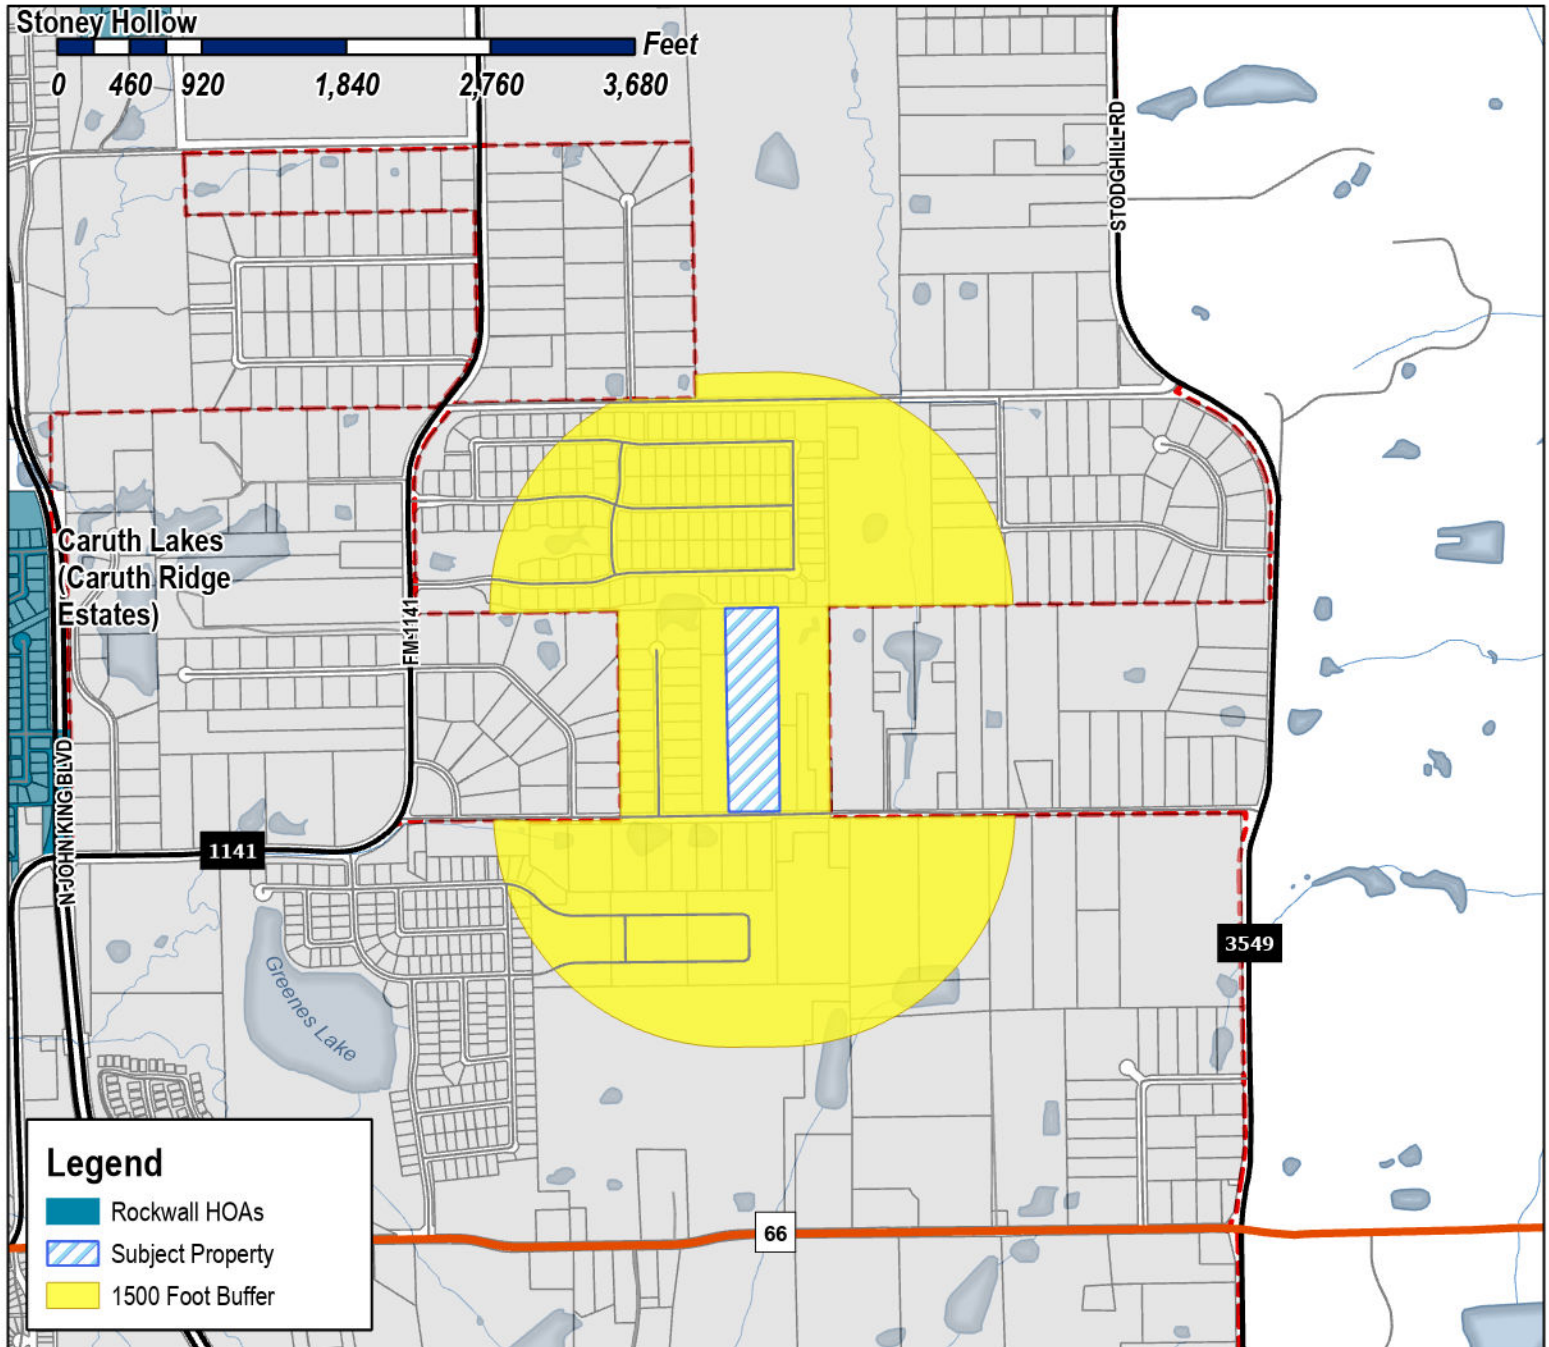 Stoney Hollow
Feet
0 460 920 1,840 2,760 3,680
STODGHILL RD
Caruth Lakes
(Caruth Ridge
Estates)
FM-1141
N JOHN KING BLVD
1141
3549
Greenes Lake
66
Legend
Rockwall HOAs
Subject Property
1500 Foot Buffer